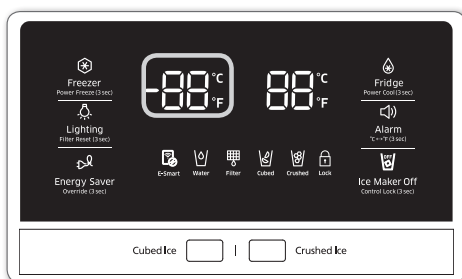 -88 °C °F
88 °C °F
Freezer
Power Freeze (3 sec)
Lighting
Filter Reset (3 sec)
Energy Saver
Override (3 sec)
E-Smart Water Filter Cubed Crushed Lock
Fridge
Power Cool (3 sec)
Alarm
°C↔°F (3 sec)
OFF
Ice Maker Off
Control Lock (3 sec)
Cubed Ice | Crushed Ice